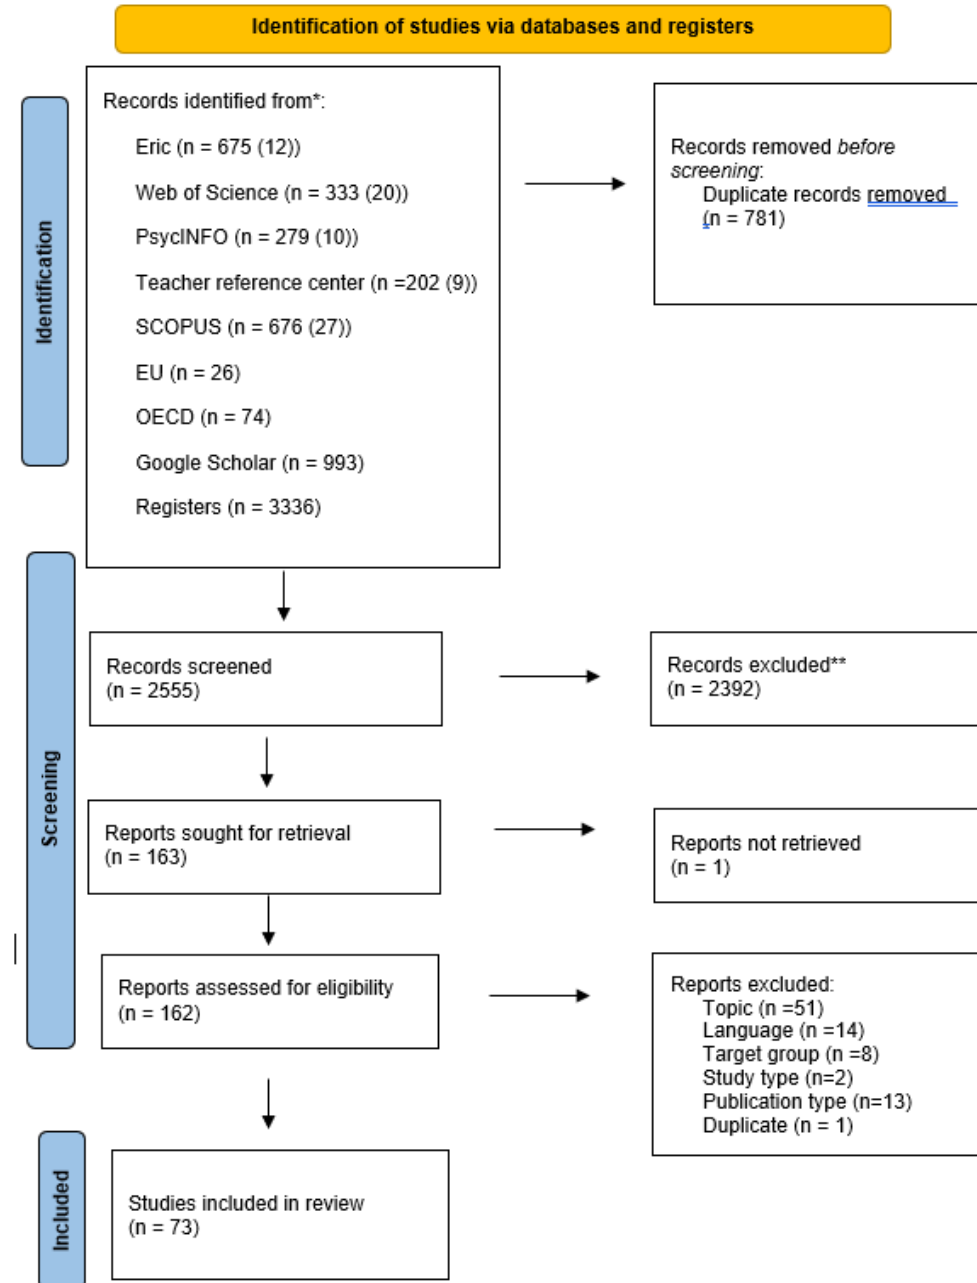 Identification of studies via databases and registers
Identification
Records identified from*:
Eric (n = 675 (12))
Web of Science (n = 333 (20))
PsycINFO (n = 279 (10))
Teacher reference center (n =202 (9))
SCOPUS (n = 676 (27))
EU (n = 26)
OECD (n = 74)
Google Scholar (n = 993)
Registers (n = 3336)
Records removed before
screening:
Duplicate records removed
(n = 781)
Screening
Records screened
(n = 2555)
Records excluded**
(n = 2392)
Reports sought for retrieval
(n = 163)
Reports not retrieved
(n = 1)
Reports assessed for eligibility
(n = 162)
Reports excluded:
Topic (n =51)
Language (n =14)
Target group (n =8)
Study type (n=2)
Publication type (n=13)
Duplicate (n = 1)
Included
Studies included in review
(n = 73)